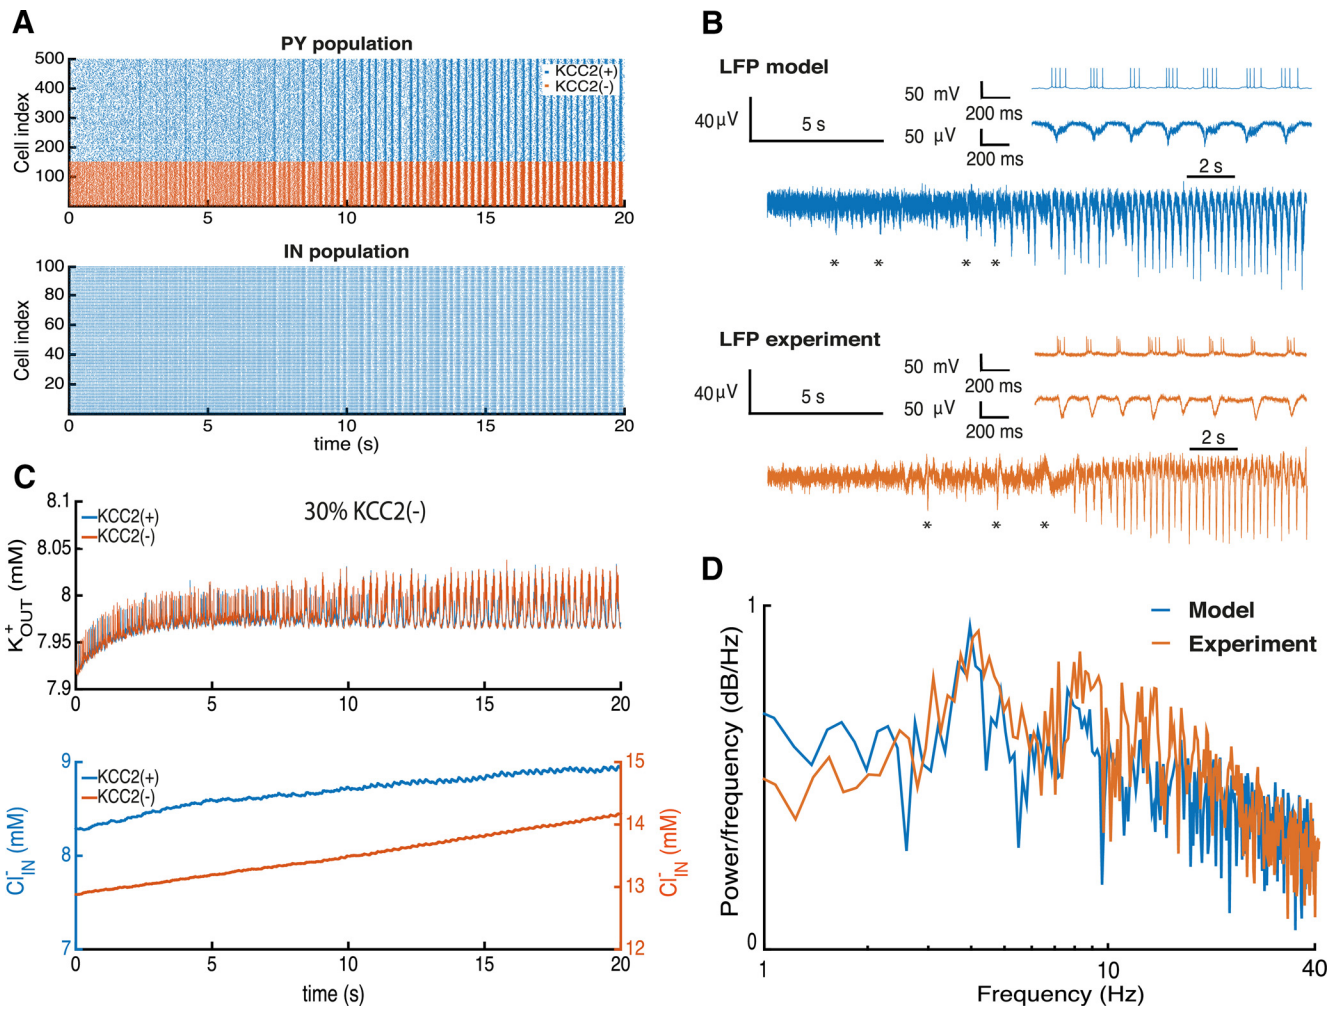 A
PY population
500
400
300
200
100
Cell index
KCC2(+)
KCC2(-)
0
5
10
15
20
IN population
100
80
60
40
20
Cell index
0
5
10
15
20
time (s)
B
LFP model
40 µV
5 s
50 mV
200 ms
50 µV
200 ms
2 s
* * * *
LFP experiment
40 µV
5 s
50 mV
200 ms
50 µV
200 ms
2 s
* * *
C
30% KCC2(-)
8.1
8.05
8
7.95
7.9
K+OUT (mM)
KCC2(+)
KCC2(-)
0
5
10
15
20
9
8
7
Cl-IN (mM)
KCC2(+)
KCC2(-)
15
14
13
12
Cl-IN (mM)
0
5
10
15
20
time (s)
D
1
0
Power/frequency (dB/Hz)
Model
Experiment
1
10
40
Frequency (Hz)